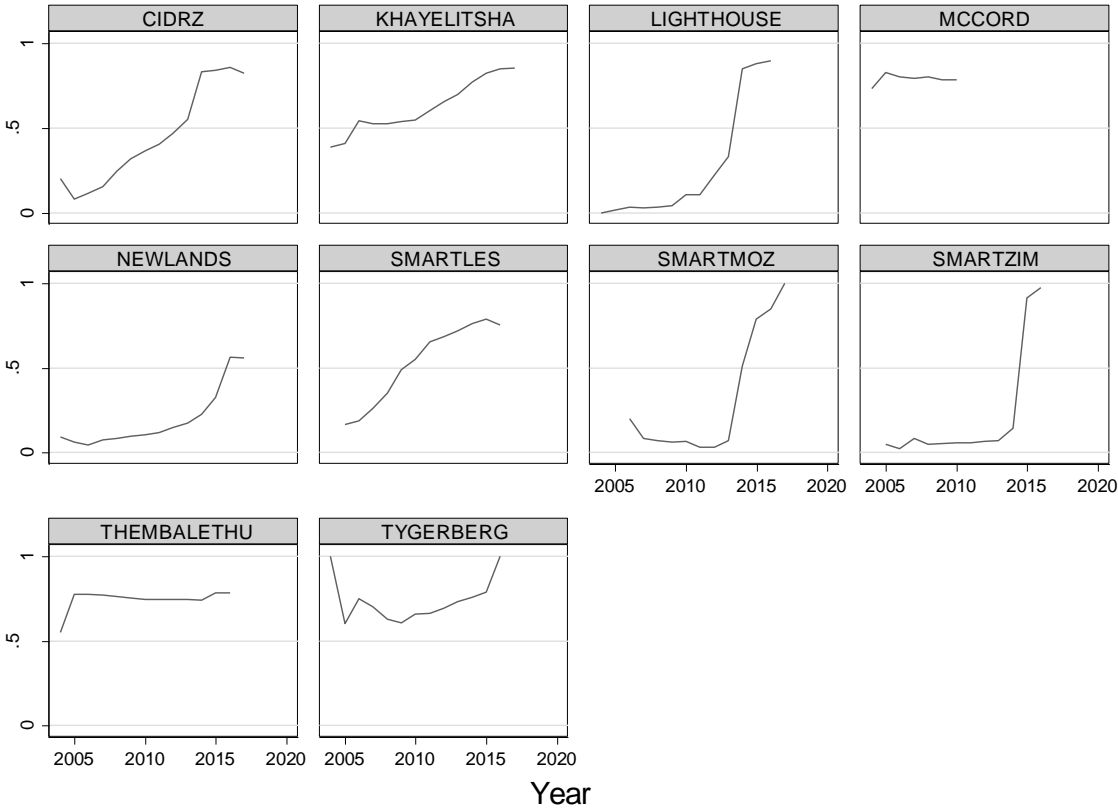 CIDRZ KHAYELITSHA LIGHTHOUSE MCCORD
1
.5
0
NEWLANDS SMARTLES SMARTMOZ SMARTZIM
1
.5
0
2005 2010 2015 2020 2005 2010 2015 2020
THEMBALETHU TYGERBERG
1
.5
0
2005 2010 2015 2020 2005 2010 2015 2020
Year